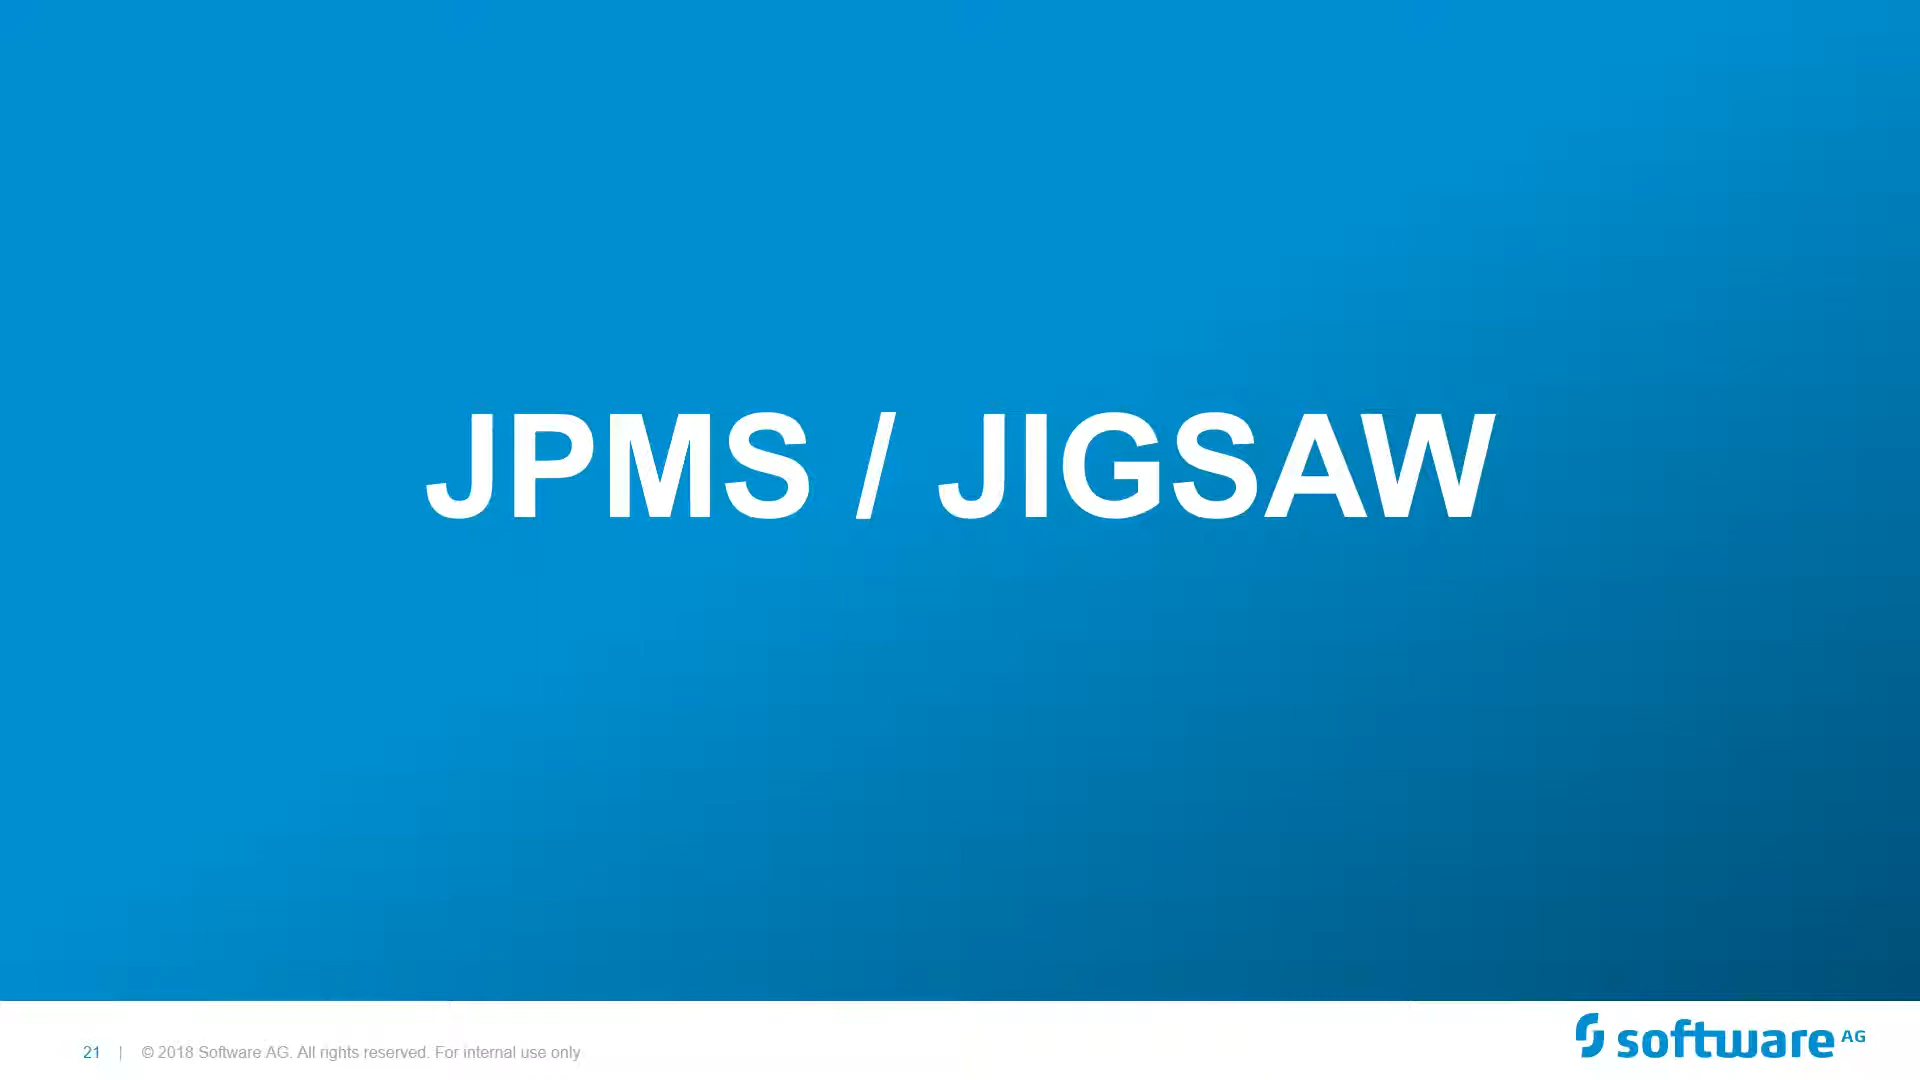 JPMS / JIGSAW
21 | © 2018 Software AG. All rights reserved. For internal use only
software AG